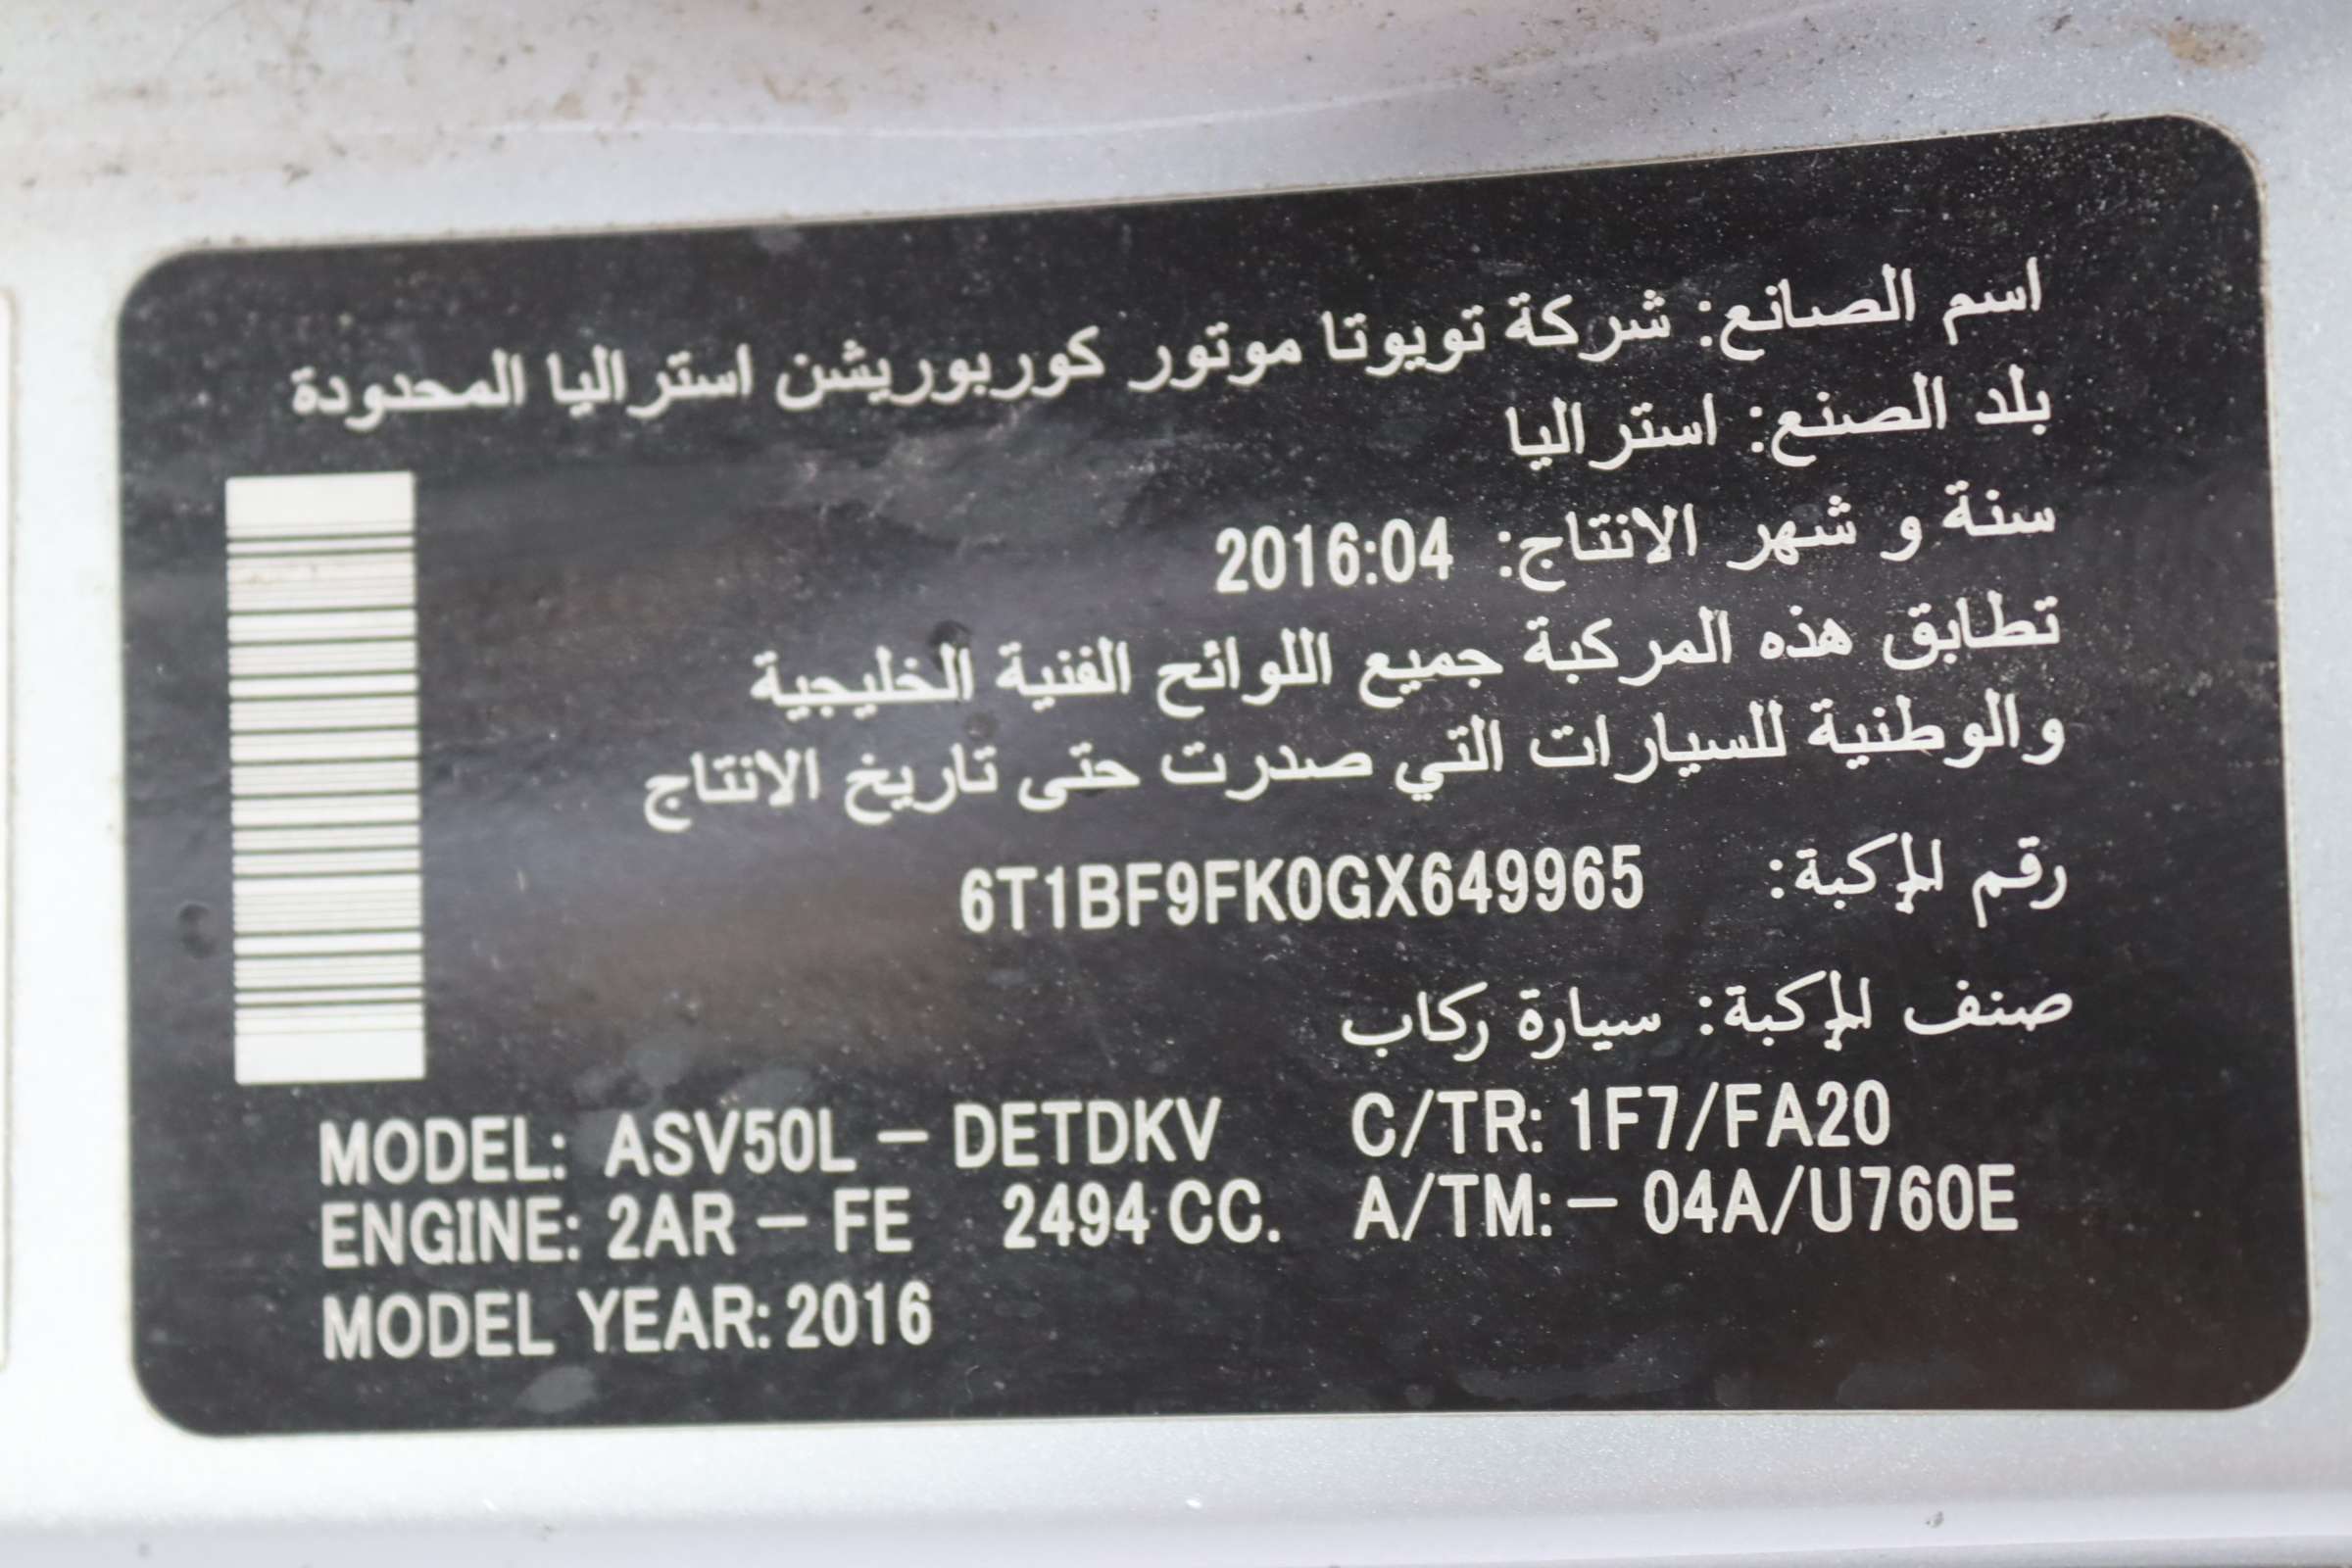 اسم الصانع: شركة تويوتا موتور كوربوريشن استراليا المحدودة
بلد الصنع: استراليا
سنة و شهر الانتاج: 2016:04
تطابق هذه المركبة جميع اللوائح الفنية الخليجية
والوطنية للسيارات التي صدرت حتى تاريخ الانتاج
رقم المركبة: 6T1BF9FK0GX649965
صنف المركبة: سيارة ركاب
MODEL: ASV50L – DETDKV C/TR: 1F7/FA20
ENGINE: 2AR – FE 2494 CC. A/TM: – 04A/U760E
MODEL YEAR: 2016